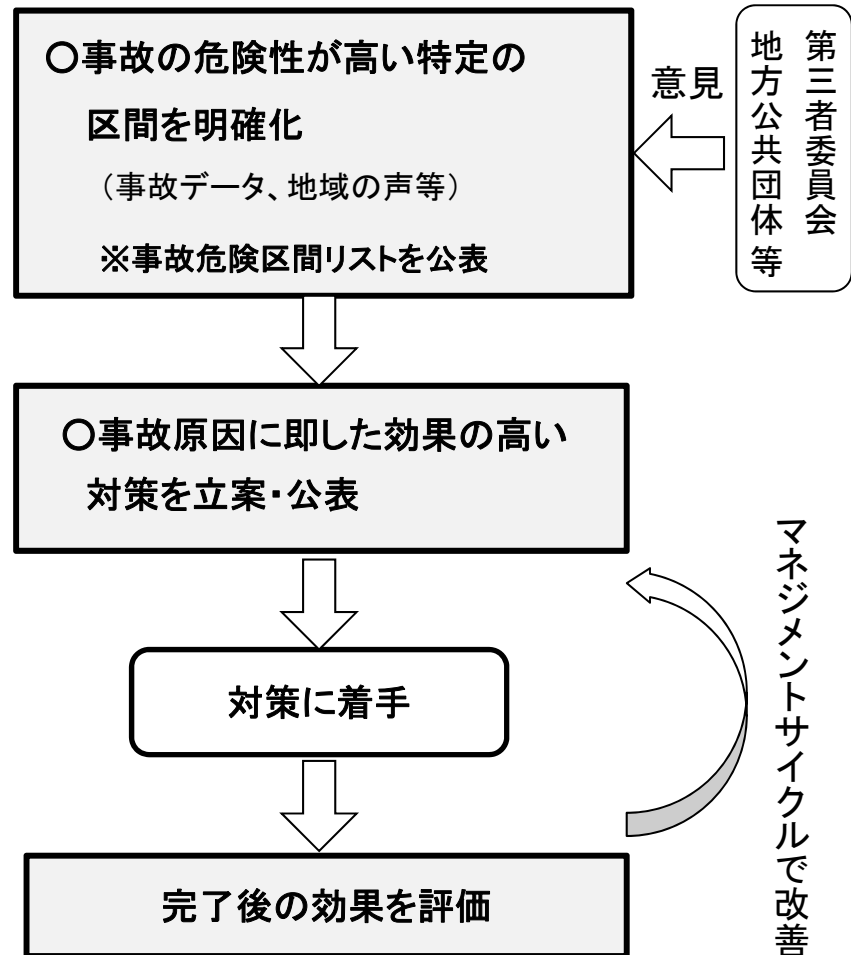 〇事故の危険性が高い特定の
区間を明確化
（事故データ、地域の声等）
※事故危険区間リストを公表
意見
第三者委員会
地方公共団体 等
〇事故原因に即した効果の高い
対策を立案・公表
対策に着手
完了後の効果を評価
マネジメントサイクルで改善